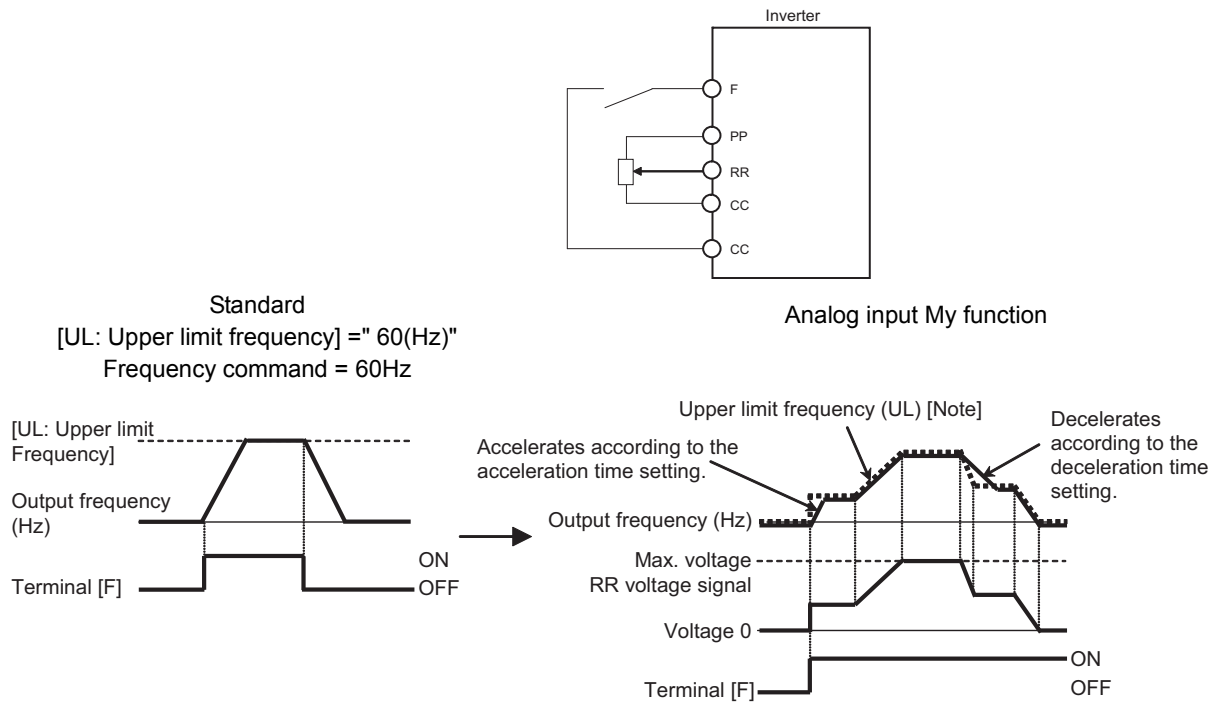 Inverter
F
PP
RR
CC
CC
Standard
[UL: Upper limit frequency] =" 60(Hz)"
Frequency command = 60Hz
Analog input My function
[UL: Upper limit
Frequency]
Output frequency
(Hz)
Terminal [F]
ON
OFF
Upper limit frequency (UL) [Note]
Accelerates according to the
acceleration time setting.
Decelerates
according to the
deceleration time
setting.
Output frequency (Hz)
Max. voltage
RR voltage signal
Voltage 0
Terminal [F]
ON
OFF